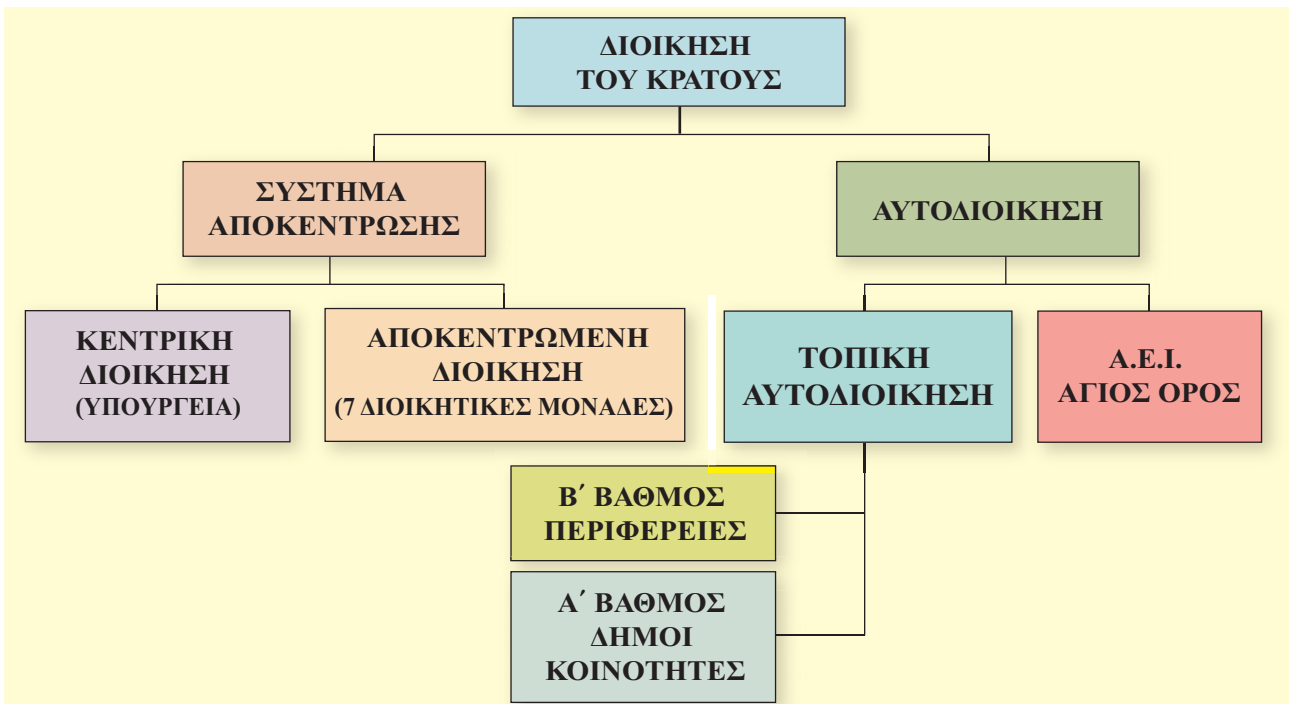 ΔΙΟΙΚΗΣΗ
ΤΟΥ ΚΡΑΤΟΥΣ
ΣΥΣΤΗΜΑ
ΑΠΟΚΕΝΤΡΩΣΗΣ
ΑΥΤΟΔΙΟΙΚΗΣΗ
ΚΕΝΤΡΙΚΗ
ΔΙΟΙΚΗΣΗ
(ΥΠΟΥΡΓΕΙΑ)
ΑΠΟΚΕΝΤΡΩΜΕΝΗ
ΔΙΟΙΚΗΣΗ
(7 ΔΙΟΙΚΗΤΙΚΕΣ ΜΟΝΑΔΕΣ)
ΤΟΠΙΚΗ
ΑΥΤΟΔΙΟΙΚΗΣΗ
Α.Ε.Ι.
ΑΓΙΟΣ ΟΡΟΣ
Β΄ ΒΑΘΜΟΣ
ΠΕΡΙΦΕΡΕΙΕΣ
Α΄ ΒΑΘΜΟΣ
ΔΗΜΟΙ
ΚΟΙΝΟΤΗΤΕΣ